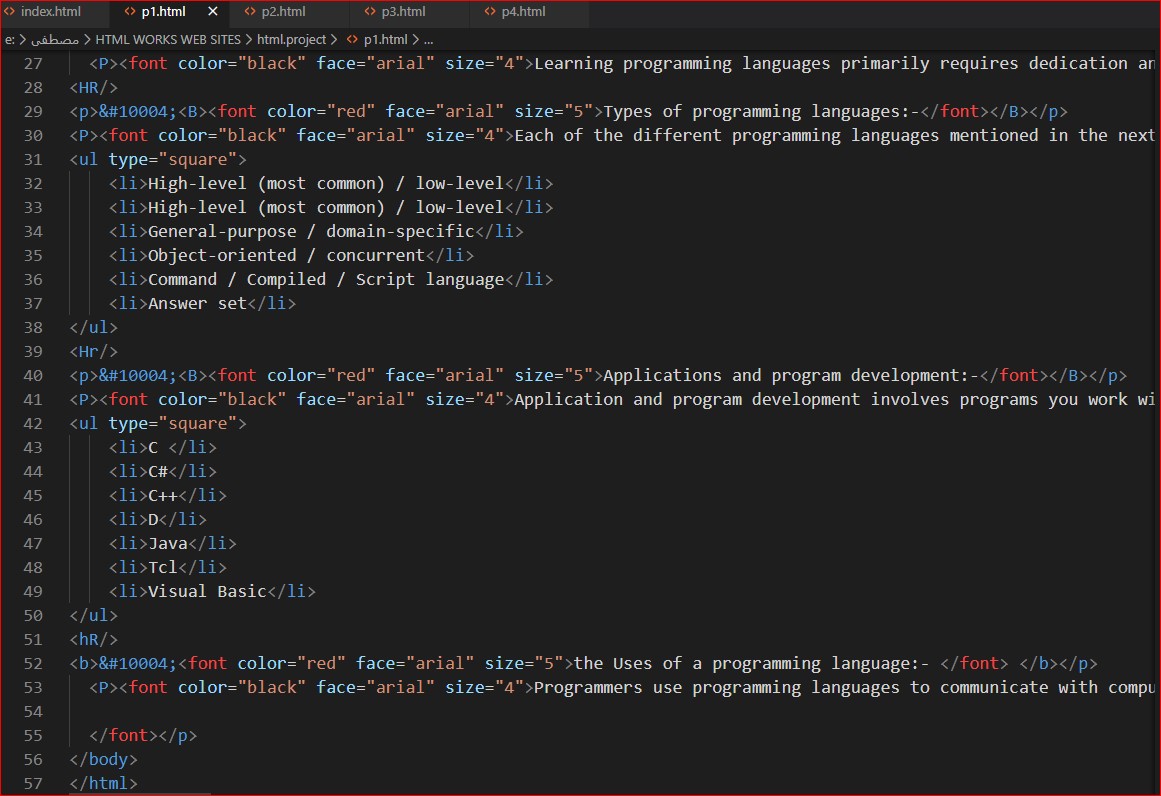 index.html p1.html × p2.html p3.html p4.html
e: > مصطفى > HTML WORKS WEB SITES > html.project > p1.html > ...
27 <P><font color="black" face="arial" size="4">Learning programming languages primarily requires dedication an
28 <HR/>
29 <p>&#10004;<B><font color="red" face="arial" size="5">Types of programming languages:-</font></B></p>
30 <P><font color="black" face="arial" size="4">Each of the different programming languages mentioned in the next
31 <ul type="square">
32 <li>High-level (most common) / low-level</li>
33 <li>High-level (most common) / low-level</li>
34 <li>General-purpose / domain-specific</li>
35 <li>Object-oriented / concurrent</li>
36 <li>Command / Compiled / Script language</li>
37 <li>Answer set</li>
38 </ul>
39 <Hr/>
40 <p>&#10004;<B><font color="red" face="arial" size="5">Applications and program development:-</font></B></p>
41 <P><font color="black" face="arial" size="4">Application and program development involves programs you work wi
42 <ul type="square">
43 <li>C </li>
44 <li>C#</li>
45 <li>C++</li>
46 <li>D</li>
47 <li>Java</li>
48 <li>Tcl</li>
49 <li>Visual Basic</li>
50 </ul>
51 <hR/>
52 <b>&#10004;<font color="red" face="arial" size="5">the Uses of a programming language:- </font> </b></p>
53 <P><font color="black" face="arial" size="4">Programmers use programming languages to communicate with compu
54
55 </font></p>
56 </body>
57 </html>